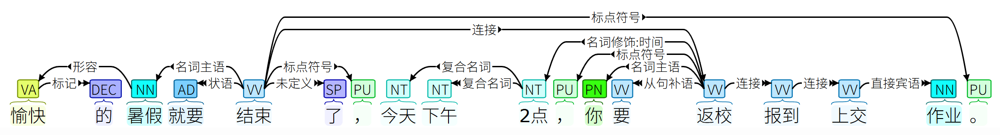 标点符号
连接
名词修饰:时间
标点符号
形容 名词主语 标点符号 复合名词 名词主语
标记 状语 未定义 复合名词 从句补语 连接 连接 直接宾语
VA DEC NN AD VV SP PU NT NT NT PU PN VV VV VV VV NN PU
愉快 的 暑假 就要 结束 了 ， 今天 下午 2点 ， 你 要 返校 报到 上交 作业 。